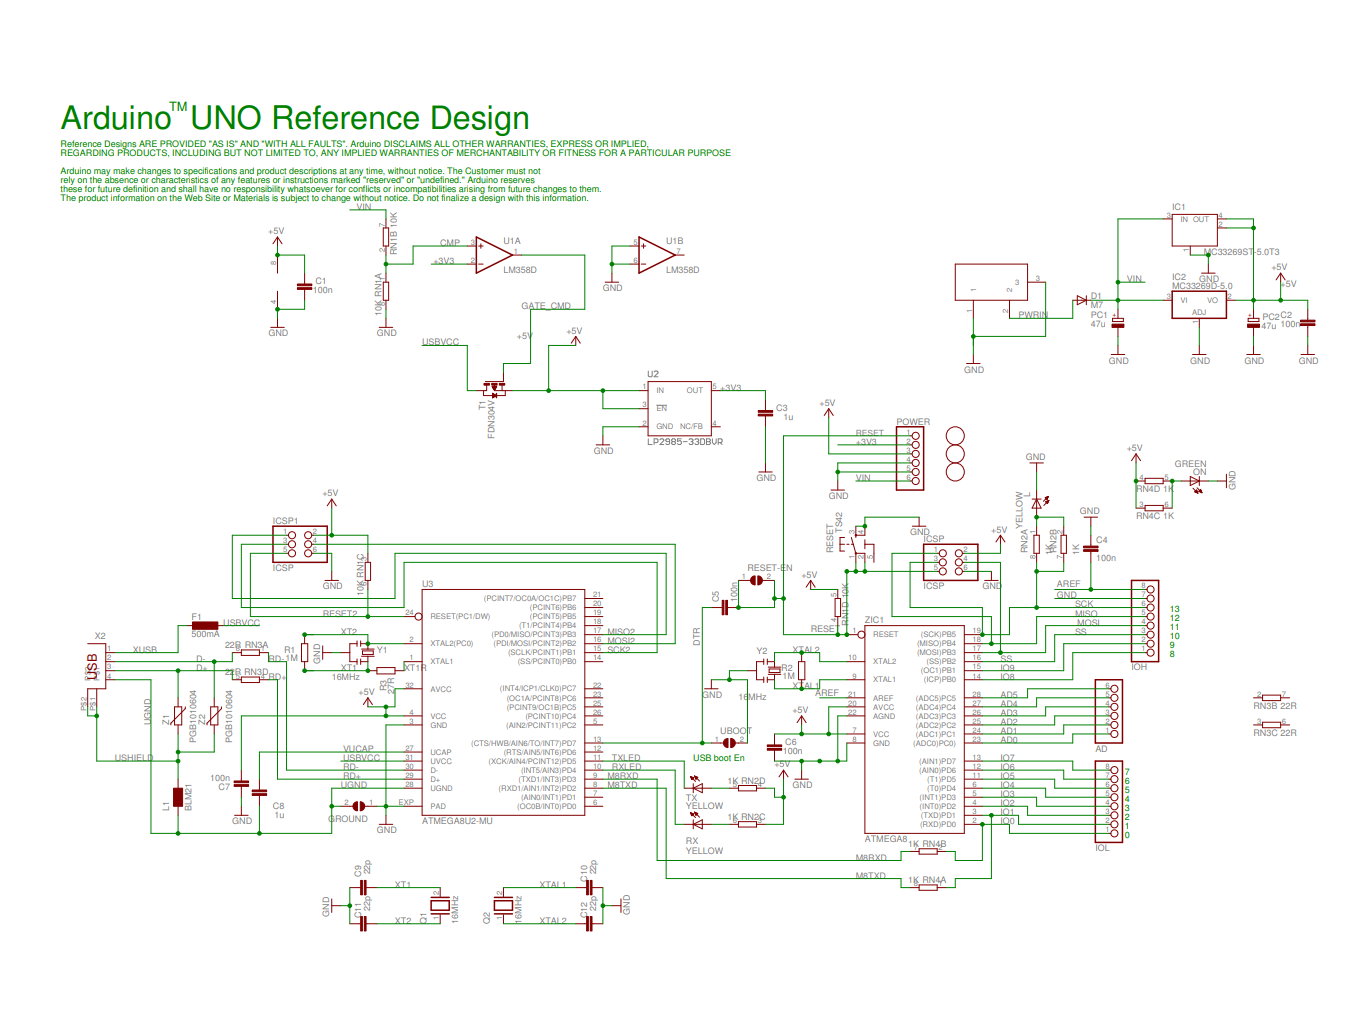 Arduino™ UNO Reference Design
Reference Designs ARE PROVIDED "AS IS" AND "WITH ALL FAULTS". Arduino DISCLAIMS ALL OTHER WARRANTIES, EXPRESS OR IMPLIED,
REGARDING PRODUCTS, INCLUDING BUT NOT LIMITED TO, ANY IMPLIED WARRANTIES OF MERCHANTABILITY OR FITNESS FOR A PARTICULAR PURPOSE
Arduino may make changes to specifications and product descriptions at any time, without notice. The Customer must not
rely on the absence or characteristics of any features or instructions marked "reserved" or "undefined." Arduino reserves
these for future definition and shall have no responsibility whatsoever for conflicts or incompatibilities arising from future changes to them.
The product information on the Web Site or Materials is subject to change without notice. Do not finalize a design with this information.
VIN
+5V
RN1B 10K
C1
100n
10K RN1A
GND
GND
CMP
+3V3
U1A
LM358D
GATE_CMD
U1B
LM358D
GND
USBVCC
+5V
+5V
T1
FDN304V
U2
IN OUT
EN
GND NC/FB
LP2985-33DBVR
+3V3
C3
1u
GND
GND
PWRIN
GND
D1
M7
VIN
PC1
47u
GND
IC1
IN OUT
MC33269ST-5.0T3
GND
IC2
MC33269D-5.0
VI VO
ADJ
GND
+5V
+5V
PC2
47u
C2
100n
GND
GND
POWER
RESET
+3V3
+5V
VIN
GND
GND
YELLOW
L
RN2A
RN2B
1K
1K
GND
C4
100n
+5V
RN4D 1K
RN4C 1K
GREEN
ON
GND
ICSP1
ICSP
+5V
GND
10K RN1C
RESET2
RESET
TS42
GND
ICSP
ICSP
+5V
GND
RESET-EN
C5
100n
+5V
RN1D 10K
RESET
DTR
F1
500mA
USBVCC
X2
USB
XUSB
D-
D+
22R RN3A
RD-
22R RN3D
RD+
P$2
P$1
UGND
Z1
PGB1010604
Z2
PGB1010604
USHIELD
L1
BLM21
100n
C7
GND
C8
1u
R1
1M
GND
XT2
XT1
Y1
16MHz
R3
27R
XT1R
+5V
VUCAP
USBVCC
RD-
RD+
UGND
GROUND
EXP
GND
U3
RESET(PC1/DW)
XTAL2(PC0)
XTAL1
AVCC
VCC
GND
UCAP
UVCC
D-
D+
UGND
PAD
(PCINT7/OC0A/OC1C)PB7
(PCINT6)PB6
(PCINT5)PB5
(T1/PCINT4)PB4
(PD0/MISO/PCINT3)PB3
(PDI/MOSI/PCINT2)PB2
(SCLK/PCINT1)PB1
(SS/PCINT0)PB0
(INT4/ICP1/CLK0)PC7
(OC1A/PCINT8)PC6
(PCINT9/OC1B)PC5
(PCINT10)PC4
(AIN2/PCINT11)PC2
(CTS/HWB/AIN6/TO/INT7)PD7
(RTS/AIN5/INT6)PD6
(XCK/AIN4/PCINT12)PD5
(INT5/AIN3)PD4
(TXD1/INT3)PD3
(RXD1/AIN1/INT2)PD2
(AIN0/INT1)PD1
(OC0B/INT0)PD0
ATMEGA8U2-MU
MISO2
MOSI2
SCK2
TXLED
RXLED
M8RXD
M8TXD
UBOOT
USB boot En
TX
YELLOW
RX
YELLOW
1K RN2D
1K RN2C
+5V
Y2
16MHz
R2
1M
XTAL2
XTAL1
GND
AREF
+5V
C6
100n
GND
ZIC1
RESET
XTAL2
XTAL1
AREF
AVCC
AGND
VCC
GND
(SCK)PB5
(MISO)PB4
(MOSI)PB3
(SS)PB2
(OC1)PB1
(ICP)PB0
(ADC5)PC5
(ADC4)PC4
(ADC3)PC3
(ADC2)PC2
(ADC1)PC1
(ADC0)PC0
(AIN1)PD7
(AIN0)PD6
(T1)PD5
(T0)PD4
(INT1)PD3
(INT0)PD2
(TXD)PD1
(RXD)PD0
ATMEGA8
SS
IO9
IO8
AD5
AD4
AD3
AD2
AD1
AD0
IO7
IO6
IO5
IO4
IO3
IO2
IO1
IO0
AREF
GND
SCK
MISO
MOSI
SS
13
12
11
10
9
8
IOH
AD
7
6
5
4
3
2
1
0
IOL
RN3B 22R
RN3C 22R
M8RXD
1K RN4B
M8TXD
1K RN4A
C9
22p
C11
22p
GND
XT1
XT2
Q1
16MHz
Q2
16MHz
XTAL1
XTAL2
C10
22p
C12
22p
GND